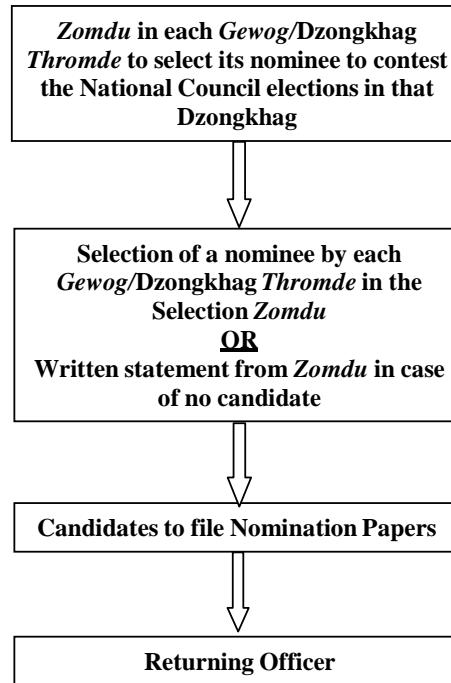 Zomdu in each Gewog/Dzongkhag
Thromde to select its nominee to contest
the National Council elections in that
Dzongkhag
Selection of a nominee by each
Gewog/Dzongkhag Thromde in the
Selection Zomdu
OR
Written statement from Zomdu in case
of no candidate
Candidates to file Nomination Papers
Returning Officer